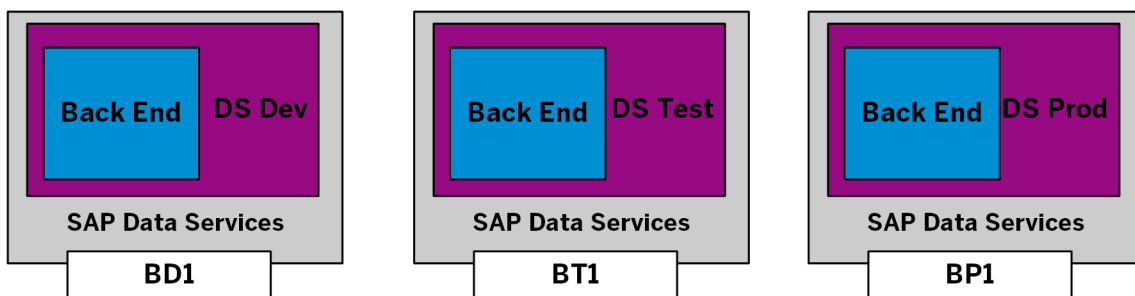 Back End
DS Dev
SAP Data Services
BD1
Back End
DS Test
SAP Data Services
BT1
Back End
DS Prod
SAP Data Services
BP1